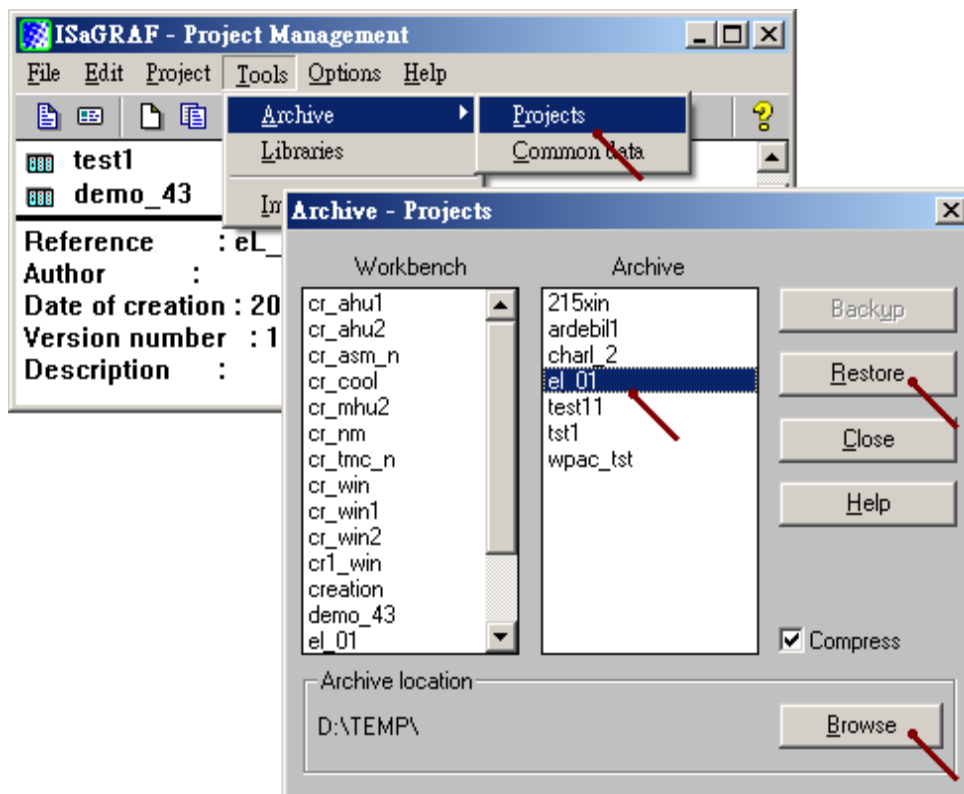 ISaGRAF - Project Management
File Edit Project Tools Options Help
Archive
Projects
Libraries
Common data
test1
demo_43
Reference : eL_
Author :
Date of creation : 20
Version number : 1
Description :
Archive - Projects
Workbench
cr_ahu1
cr_ahu2
cr_asm_n
cr_cool
cr_mhu2
cr_nm
cr_tmc_n
cr_win
cr_win1
cr_win2
cr1_win
creation
demo_43
el_01
Archive
215xin
ardebil1
charl_2
el_01
test11
tst1
wpac_tst
Backup
Restore
Close
Help
Compress
Archive location
D:\TEMP\
Browse